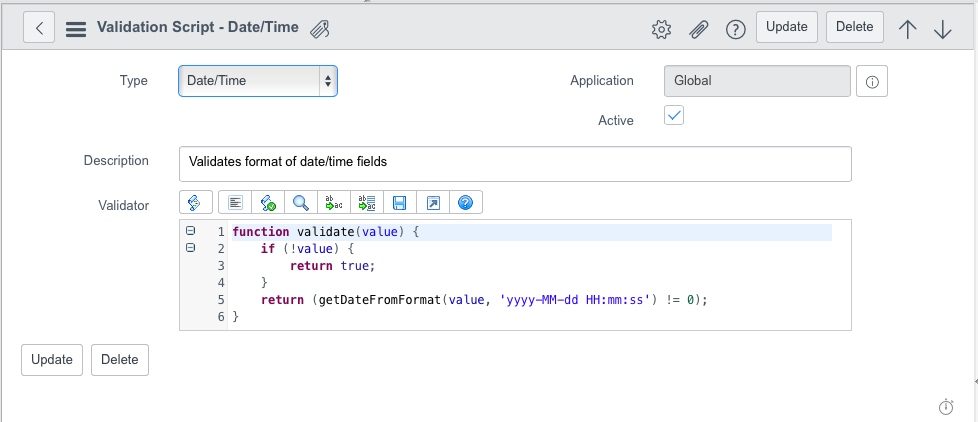 Validation Script - Date/Time
Update
Delete
Type
Date/Time
Application
Global
Active
Description
Validates format of date/time fields
Validator
1 function validate(value) {
2     if (!value) {
3         return true;
4     }
5     return (getDateFromFormat(value, 'yyyy-MM-dd HH:mm:ss') != 0);
6 }
Update
Delete